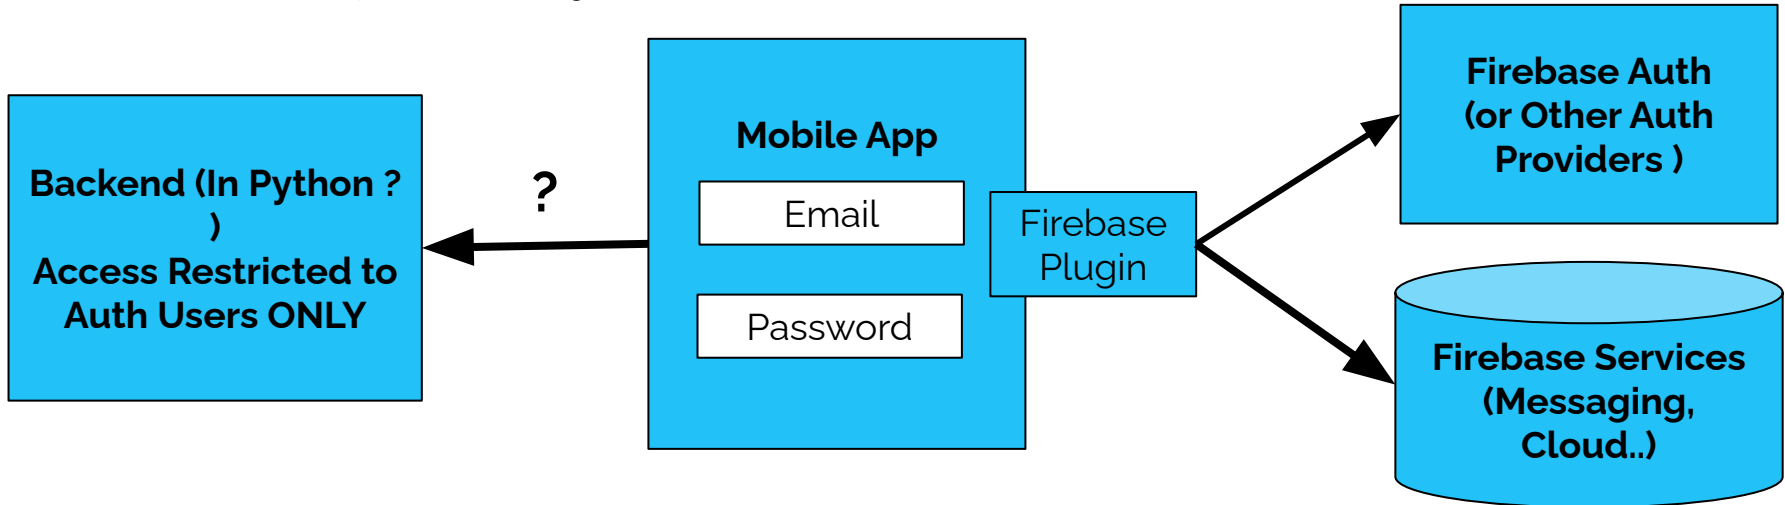 Backend (In Python ?
)
Access Restricted to
Auth Users ONLY
?
Mobile App
Email
Password
Firebase
Plugin
Firebase Auth
(or Other Auth
Providers )
Firebase Services
(Messaging,
Cloud..)